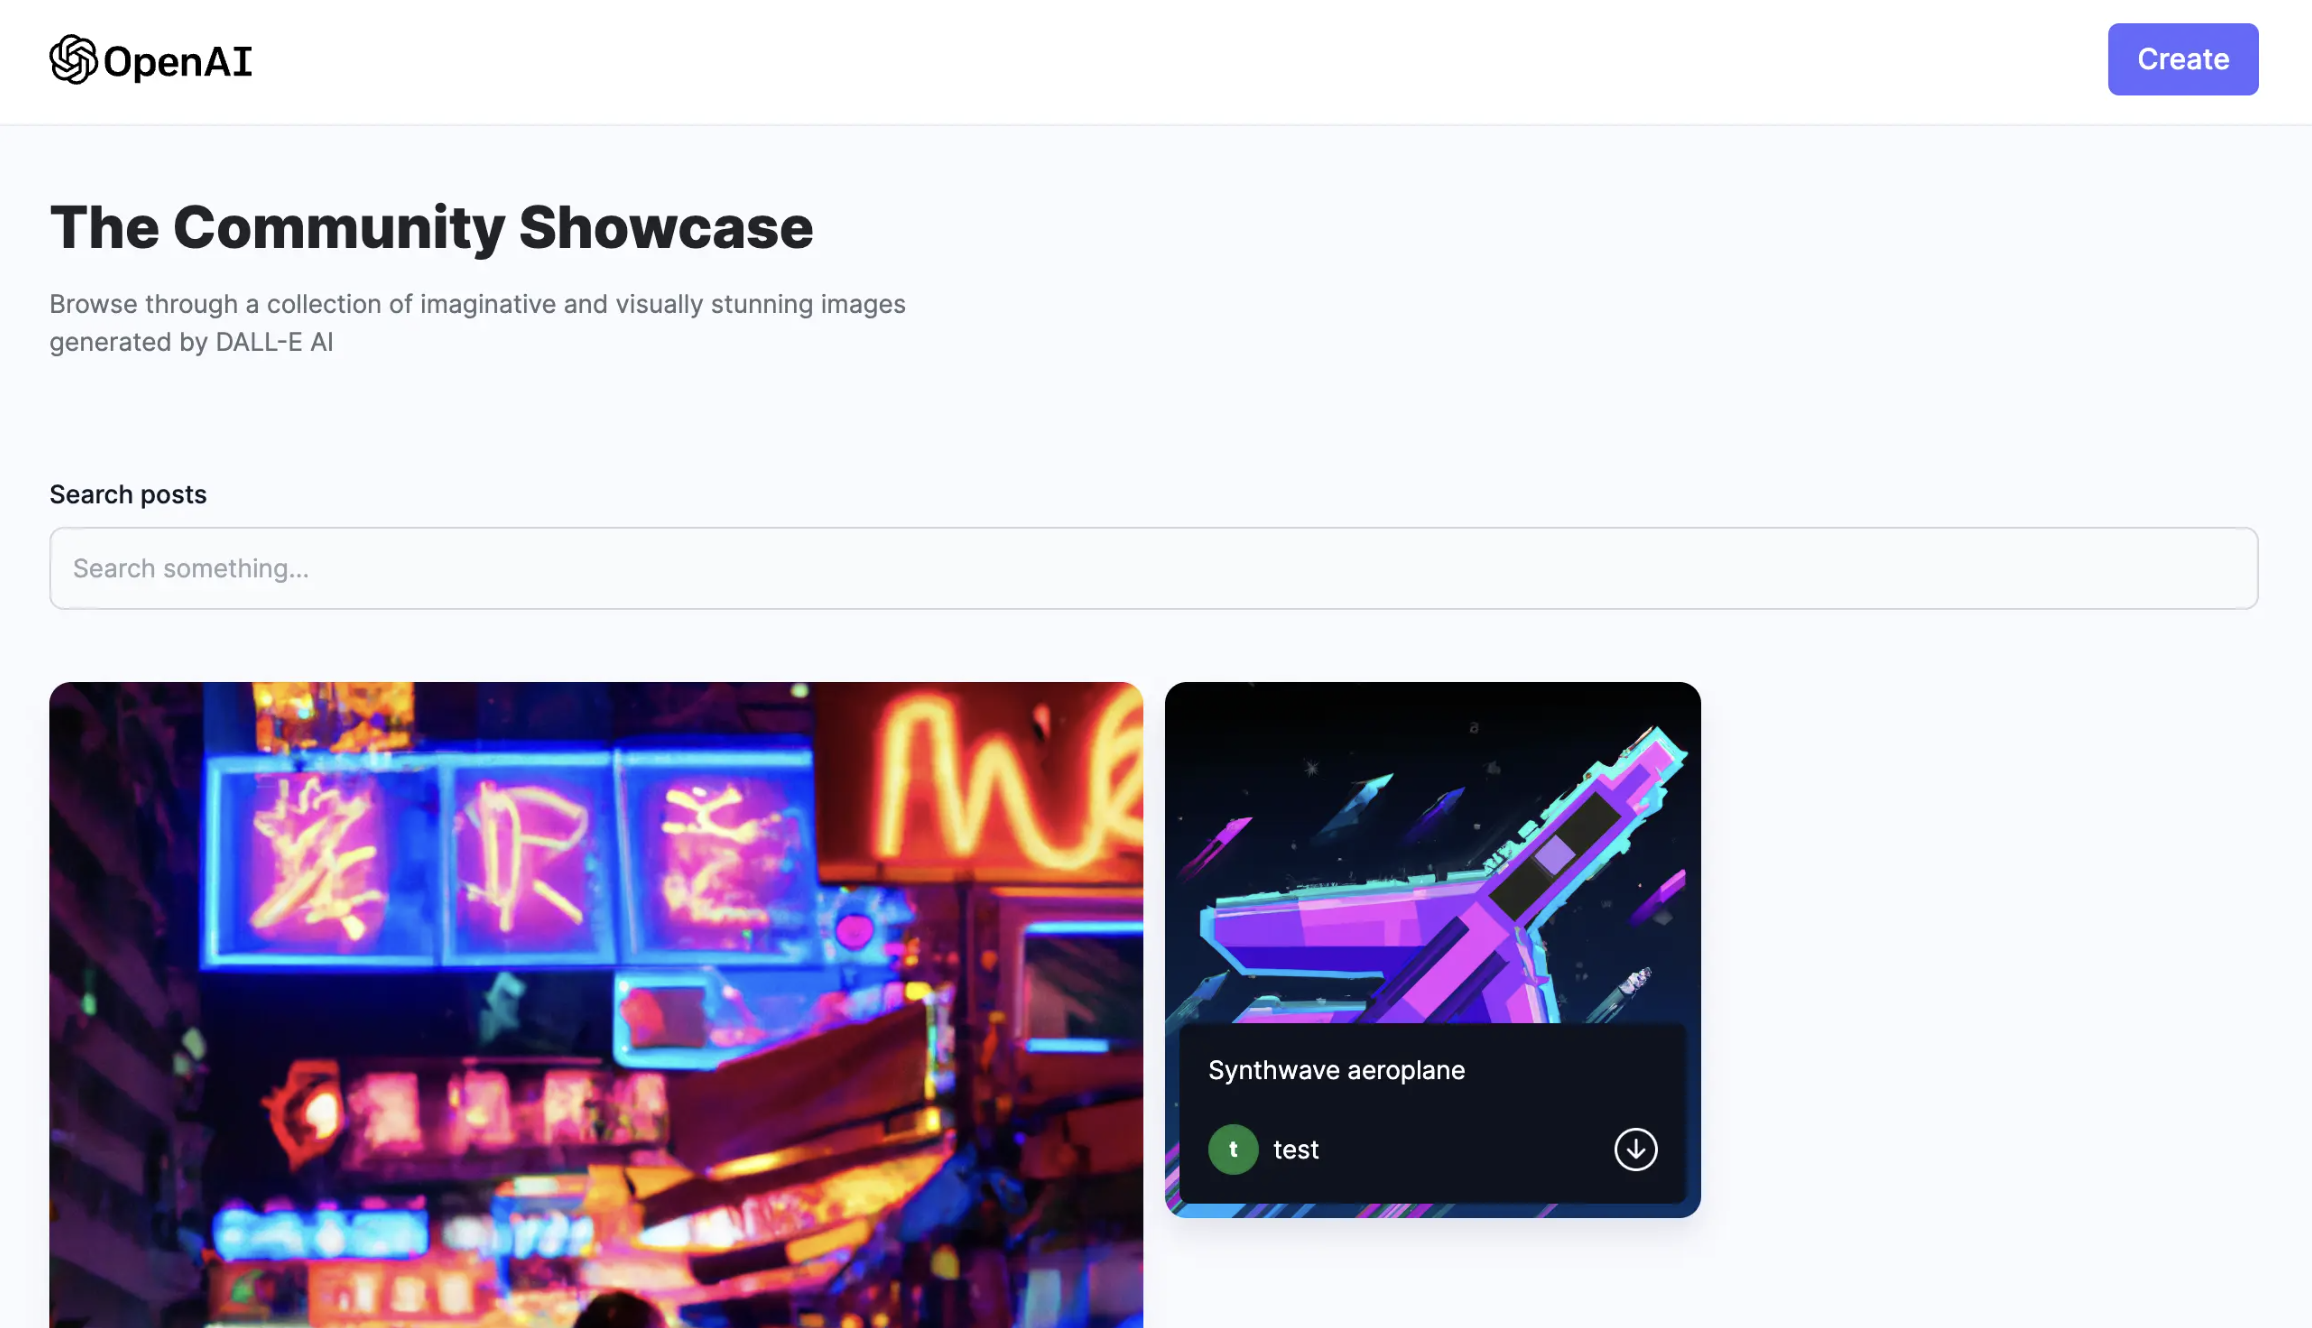 OpenAI
Create
The Community Showcase
Browse through a collection of imaginative and visually stunning images
generated by DALL-E AI
Search posts
Search something...
Synthwave aeroplane
t
test